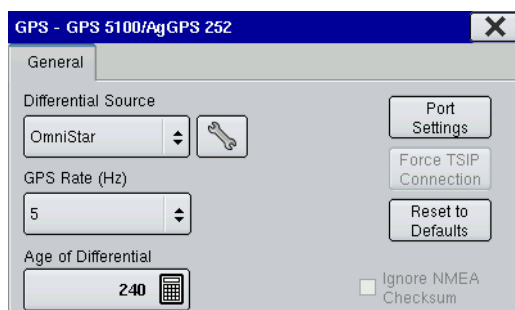 GPS - GPS 5100/AgGPS 252
General
Differential Source
OmniStar
GPS Rate (Hz)
5
Age of Differential
240
Port
Settings
Force TSIP
Connection
Reset to
Defaults
Ignore NMEA
Checksum